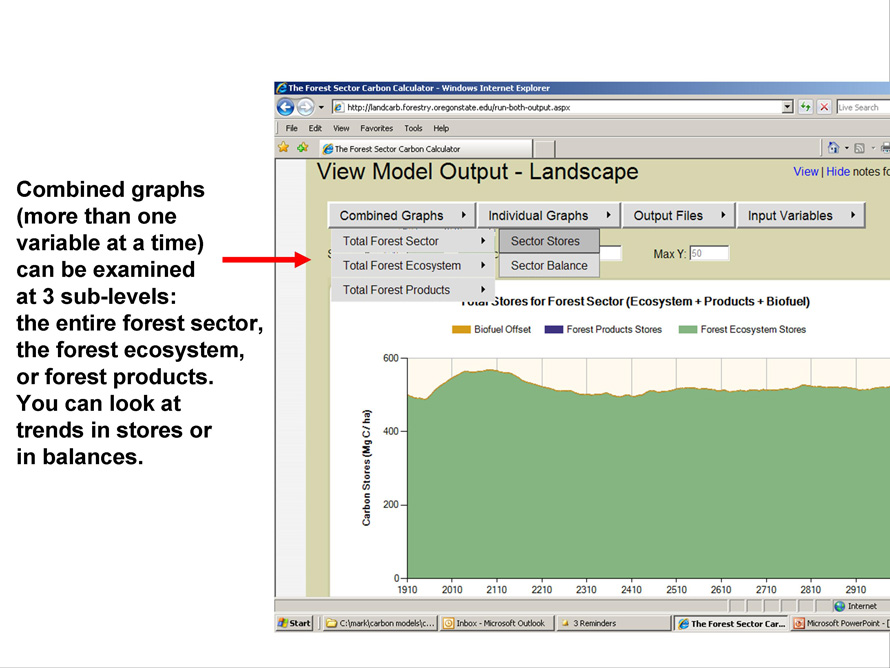 Combined graphs
(more than one
variable at a time)
can be examined
at 3 sub-levels:
the entire forest sector,
the forest ecosystem,
or forest products.
You can look at
trends in stores or
in balances.
The Forest Sector Carbon Calculator - Windows Internet Explorer
http://landcarb.forestry.oregonstate.edu/run-both-output.aspx
Live Search
File Edit View Favorites Tools Help
The Forest Sector Carbon Calculator
View Model Output - Landscape
View | Hide notes fo
Combined Graphs Individual Graphs Output Files Input Variables
Total Forest Sector Sector Stores
Max Y: 50
Total Forest Ecosystem Sector Balance
Total Forest Products
Total Stores for Forest Sector (Ecosystem + Products + Biofuel)
Biofuel Offset Forest Products Stores Forest Ecosystem Stores
Carbon Stores (Mg C / ha)
600
400
200
0
1910 2010 2110 2210 2310 2410 2510 2610 2710 2810 2910
Internet
Start C:\mark\carbon models\c... Inbox - Microsoft Outlook 3 Reminders The Forest Sector Car... Microsoft PowerPoint - [